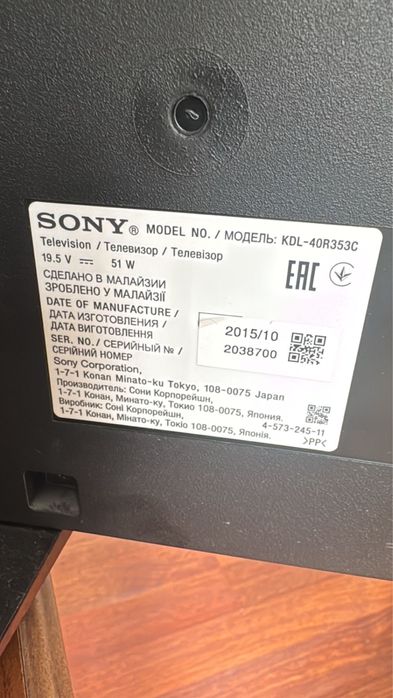 SONY® MODEL NO. / МОДЕЛЬ: KDL-40R353C
Television / Телевизор / Телевізор
19.5 V ⎓ 51 W
СДЕЛАНО В МАЛАЙЗИИ
ЗРОБЛЕНО У МАЛАЙЗІЇ
DATE OF MANUFACTURE /
ДАТА ИЗГОТОВЛЕНИЯ /
ДАТА ВИГОТОВЛЕННЯ
2015/10
SER. NO. / СЕРИЙНЫЙ № /
СЕРІЙНИЙ НОМЕР
2038700
EAC
Sony Corporation,
1-7-1 Konan Minato-ku Tokyo, 108-0075 Japan
Производитель: Сони Корпорейшн,
1-7-1 Конан, Минато-ку, Токио 108-0075, Япония.
Виробник: Соні Корпорейшн,
1-7-1 Конан, Мінато-ку, Токіо 108-0075, Японія.
4-573-245-11
>PP<